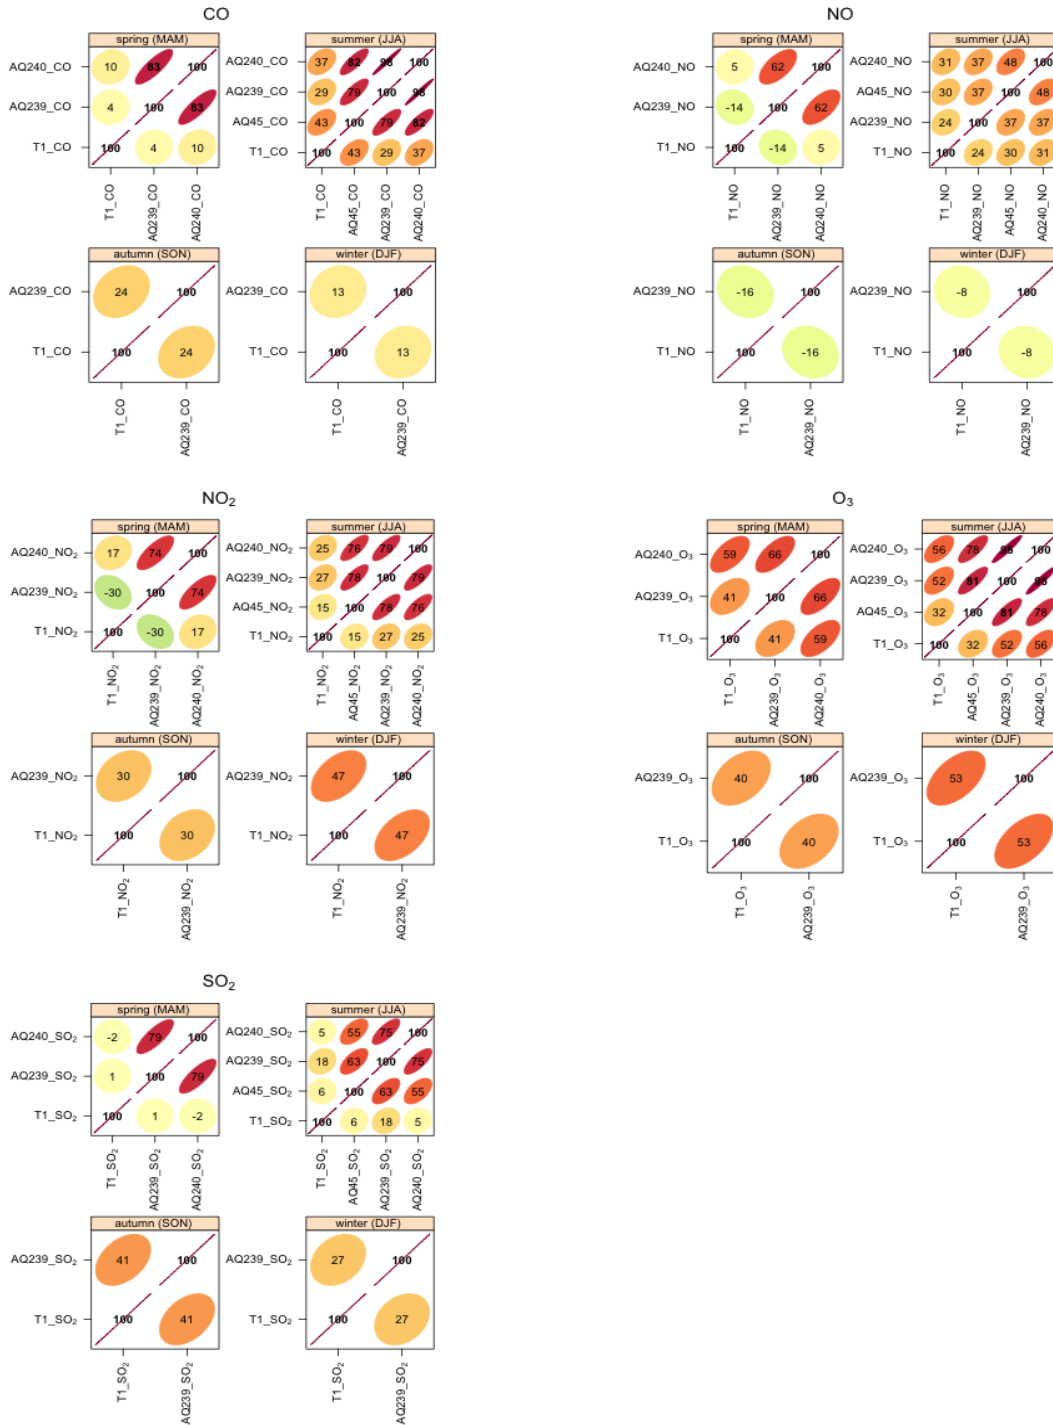 CO
spring (MAM)
AQ240_CO 10 83 100
AQ239_CO 4 100 83
T1_CO 100 4 10
T1_CO AQ239_CO AQ240_CO
summer (JJA)
AQ240_CO 37 82 98 100
AQ239_CO 29 79 100 98
AQ45_CO 43 100 79 82
T1_CO 100 43 29 37
T1_CO AQ45_CO AQ239_CO AQ240_CO
autumn (SON)
AQ239_CO 24 100
T1_CO 100 24
T1_CO AQ239_CO
winter (DJF)
AQ239_CO 13 100
T1_CO 100 13
T1_CO AQ239_CO
NO
spring (MAM)
AQ240_NO 5 62 100
AQ239_NO -14 100 62
T1_NO 100 -14 5
T1_NO AQ239_NO AQ240_NO
summer (JJA)
AQ240_NO 31 37 48 100
AQ45_NO 30 37 100 48
AQ239_NO 24 100 37 37
T1_NO 100 24 30 31
T1_NO AQ239_NO AQ45_NO AQ240_NO
autumn (SON)
AQ239_NO -16 100
T1_NO 100 -16
T1_NO AQ239_NO
winter (DJF)
AQ239_NO -8 100
T1_NO 100 -8
T1_NO AQ239_NO
NO₂
spring (MAM)
AQ240_NO₂ 17 74 100
AQ239_NO₂ -30 100 74
T1_NO₂ 100 -30 17
T1_NO₂ AQ239_NO₂ AQ240_NO₂
summer (JJA)
AQ240_NO₂ 25 76 79 100
AQ239_NO₂ 27 78 100 79
AQ45_NO₂ 15 100 78 76
T1_NO₂ 100 15 27 25
T1_NO₂ AQ45_NO₂ AQ239_NO₂ AQ240_NO₂
autumn (SON)
AQ239_NO₂ 30 100
T1_NO₂ 100 30
T1_NO₂ AQ239_NO₂
winter (DJF)
AQ239_NO₂ 47 100
T1_NO₂ 100 47
T1_NO₂ AQ239_NO₂
O₃
spring (MAM)
AQ240_O₃ 59 66 100
AQ239_O₃ 41 100 66
T1_O₃ 100 41 59
T1_O₃ AQ239_O₃ AQ240_O₃
summer (JJA)
AQ240_O₃ 56 78 100
AQ239_O₃ 52 81 100
AQ45_O₃ 32 100 81 78
T1_O₃ 100 32 52 56
T1_O₃ AQ45_O₃ AQ239_O₃ AQ240_O₃
autumn (SON)
AQ239_O₃ 40 100
T1_O₃ 100 40
T1_O₃ AQ239_O₃
winter (DJF)
AQ239_O₃ 53 100
T1_O₃ 100 53
T1_O₃ AQ239_O₃
SO₂
spring (MAM)
AQ240_SO₂ -2 79 100
AQ239_SO₂ 1 100 79
T1_SO₂ 100 1 -2
T1_SO₂ AQ239_SO₂ AQ240_SO₂
summer (JJA)
AQ240_SO₂ 5 55 75 100
AQ239_SO₂ 18 63 100 75
AQ45_SO₂ 6 100 63 55
T1_SO₂ 100 6 18 5
T1_SO₂ AQ45_SO₂ AQ239_SO₂ AQ240_SO₂
autumn (SON)
AQ239_SO₂ 41 100
T1_SO₂ 100 41
T1_SO₂ AQ239_SO₂
winter (DJF)
AQ239_SO₂ 27 100
T1_SO₂ 100 27
T1_SO₂ AQ239_SO₂